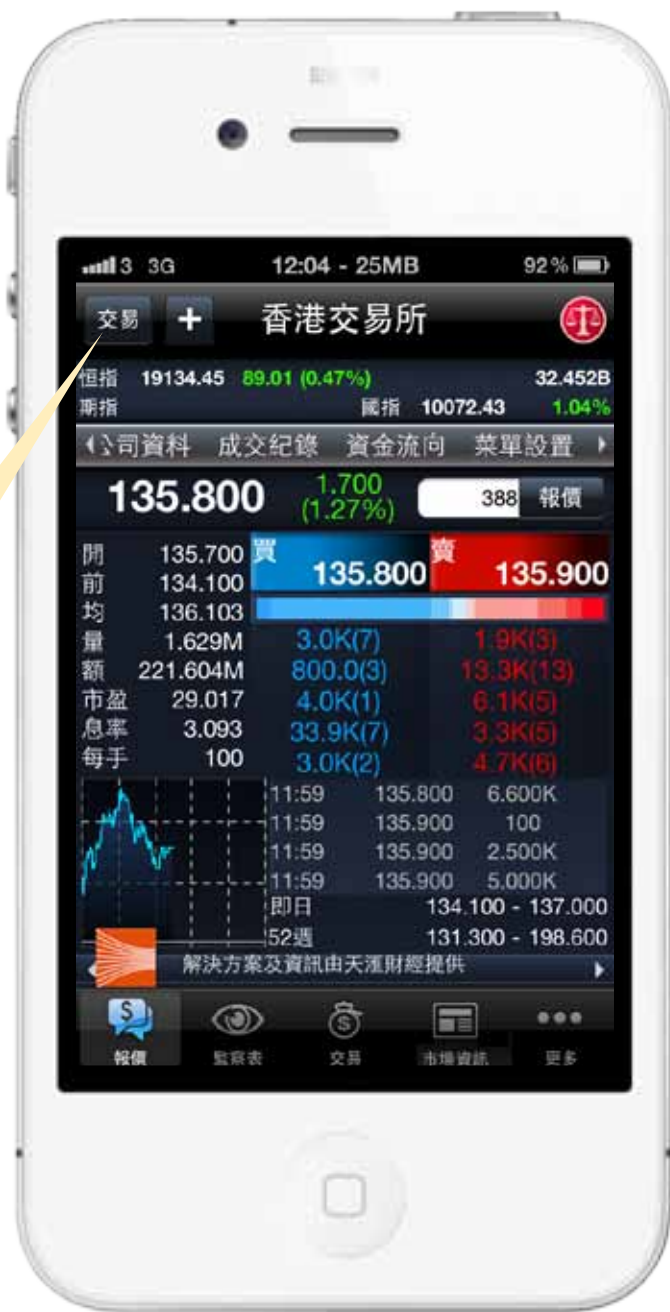 3 3G 12:04 - 25MB 92%
交易 + 香港交易所
恒指 19134.45 89.01 (0.47%) 32.452B
期指 國指 10072.43 1.04%
公司資料 成交紀錄 資金流向 菜單設置
135.800 1.700 (1.27%) 388 報價
開 135.700 買 135.800 賣 135.900
前 134.100
均 136.103
量 1.629M 3.0K(7) 1.9K(3)
額 221.604M 800.0(3) 13.3K(13)
市盈 29.017 4.0K(1) 6.1K(5)
息率 3.093 33.9K(7) 3.3K(5)
每手 100 3.0K(2) 4.7K(6)
11:59 135.800 6.600K
11:59 135.900 100
11:59 135.900 2.500K
11:59 135.900 5.000K
即日 134.100 - 137.000
52週 131.300 - 198.600
解決方案及資訊由天滙財經提供
$ $
報價 監察表 交易 市場資訊 更多